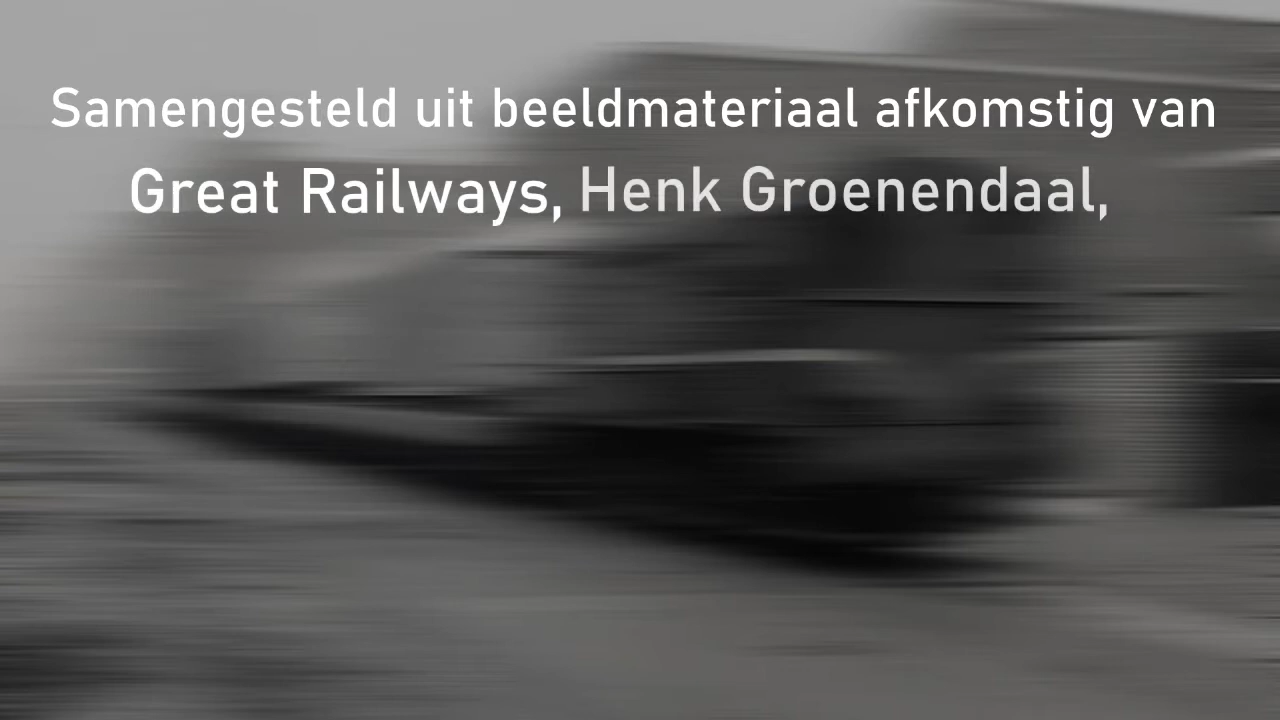 Samengesteld uit beeldmateriaal afkomstig van
Great Railways, Henk Groenendaal,